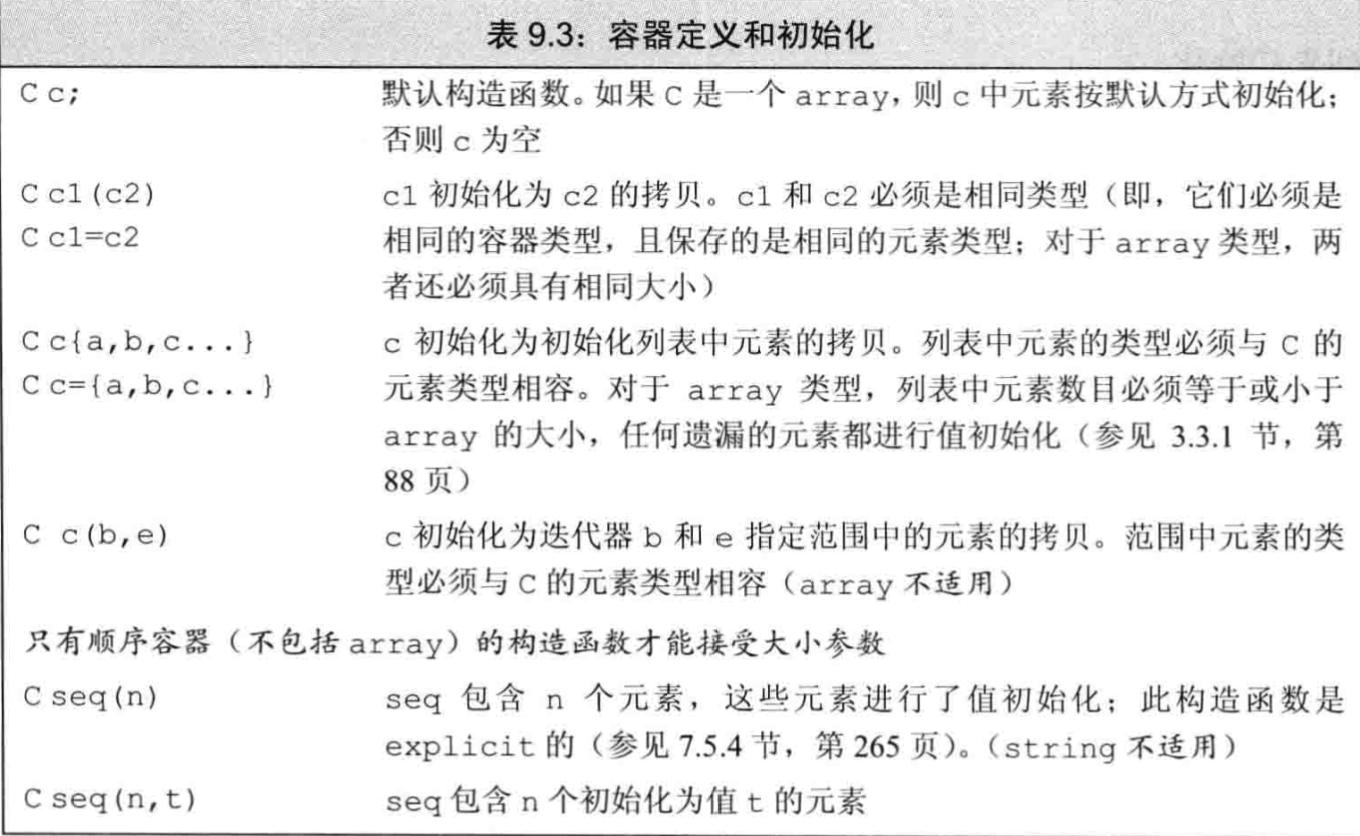 表 9.3：容器定义和初始化
C c;
默认构造函数。如果 C 是一个 array，则 c 中元素按默认方式初始化；
否则 c 为空
C c1(c2)
C c1=c2
c1 初始化为 c2 的拷贝。c1 和 c2 必须是相同类型（即，它们必须是
相同的容器类型，且保存的是相同的元素类型；对于 array 类型，两
者还必须具有相同大小）
C c{a,b,c...}
C c={a,b,c...}
c 初始化为初始化列表中元素的拷贝。列表中元素的类型必须与 C 的
元素类型相容。对于 array 类型，列表中元素数目必须等于或小于
array 的大小，任何遗漏的元素都进行值初始化（参见 3.3.1 节，第
88 页）
C c(b,e)
c 初始化为迭代器 b 和 e 指定范围中的元素的拷贝。范围中元素的类
型必须与 C 的元素类型相容（array 不适用）
只有顺序容器（不包括 array）的构造函数才能接受大小参数
C seq(n)
seq 包含 n 个元素，这些元素进行了值初始化；此构造函数是
explicit 的（参见 7.5.4 节，第 265 页）。（string 不适用）
C seq(n,t)
seq 包含 n 个初始化为值 t 的元素